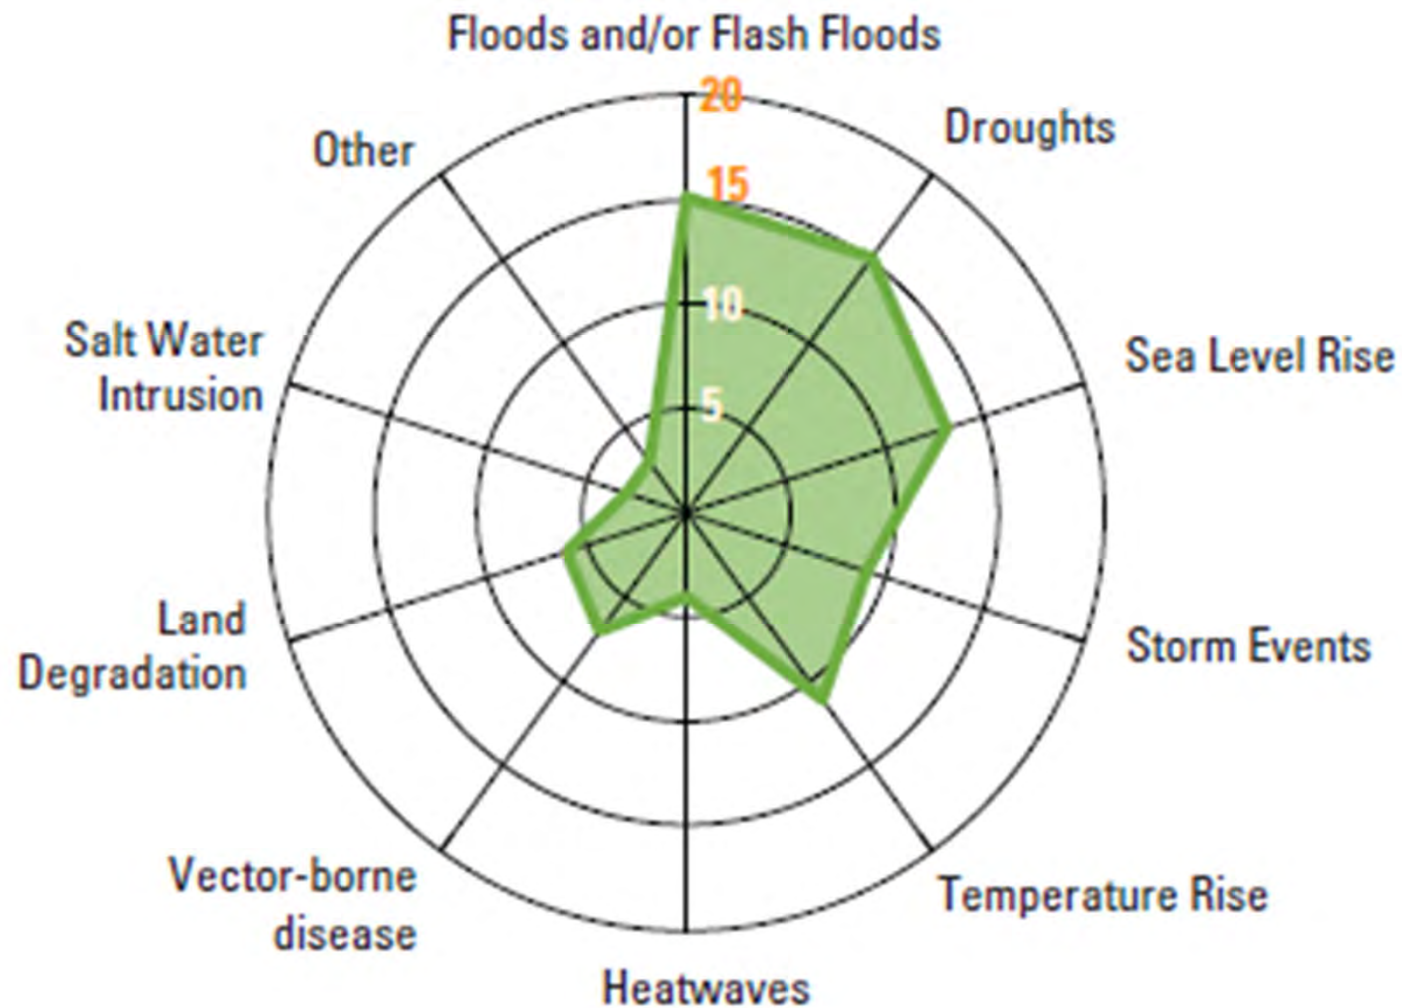 Floods and/or Flash Floods
20
Droughts
Other
15
10
Salt Water
Intrusion
Sea Level Rise
5
Land
Degradation
Storm Events
Vector-borne
disease
Temperature Rise
Heatwaves